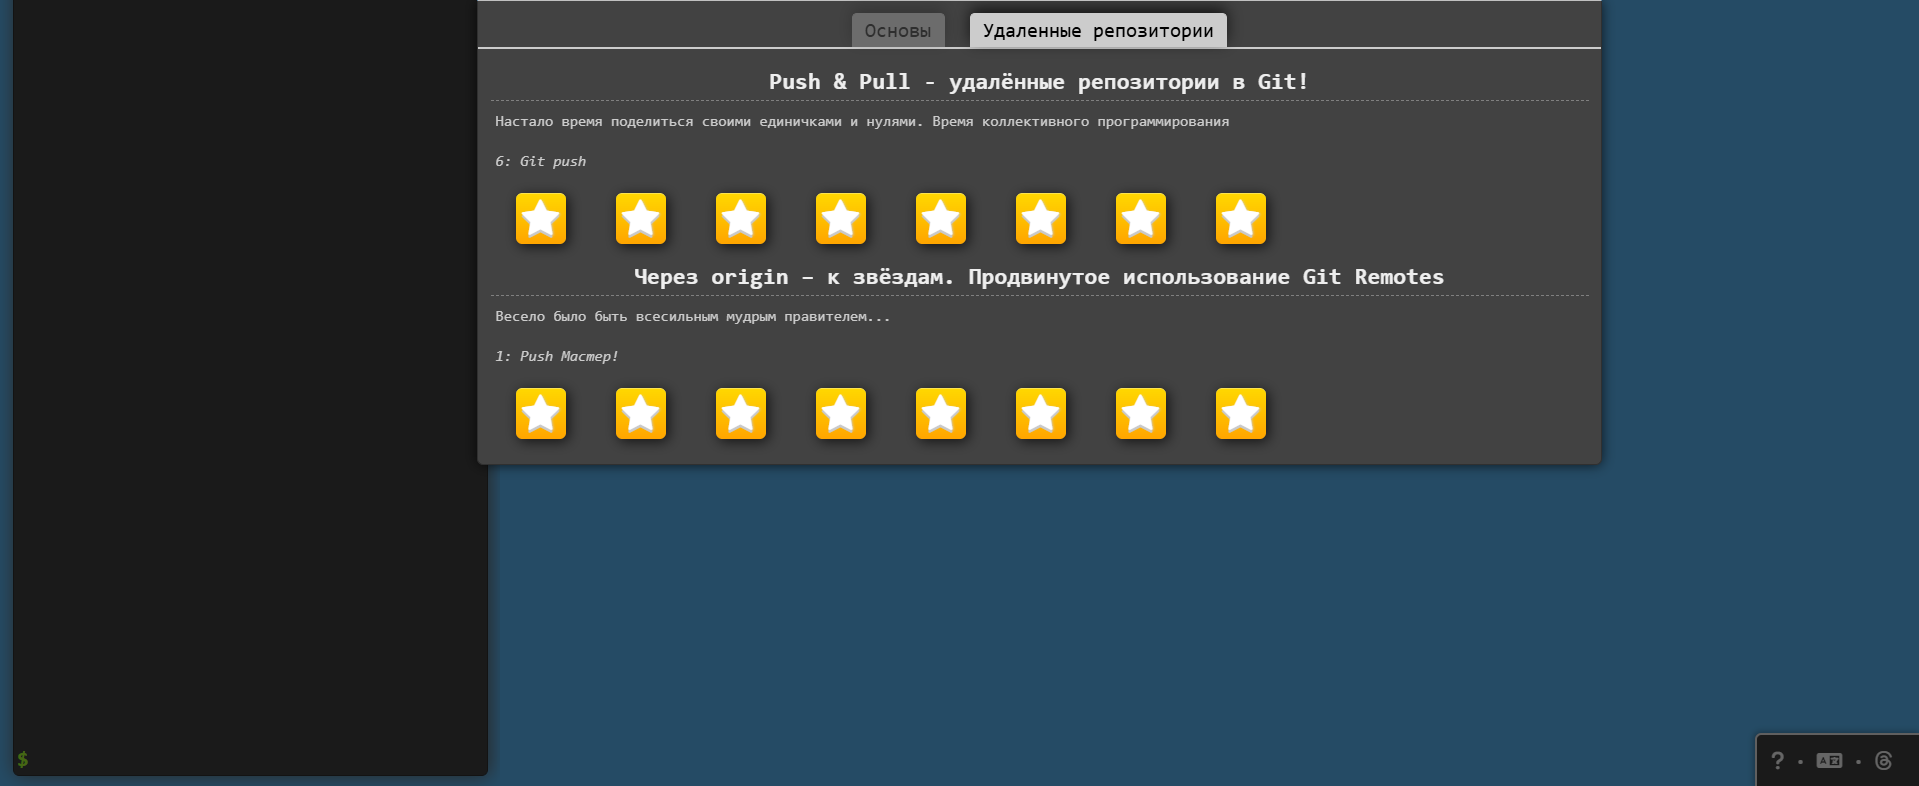 Основы
Удаленные репозитории
Push & Pull - удалённые репозитории в Git!
Настало время поделиться своими единичками и нулями. Время коллективного программирования
6: Git push
Через origin – к звёздам. Продвинутое использование Git Remotes
Весело было быть всесильным мудрым правителем...
1: Push Мастер!
$
? · A ·